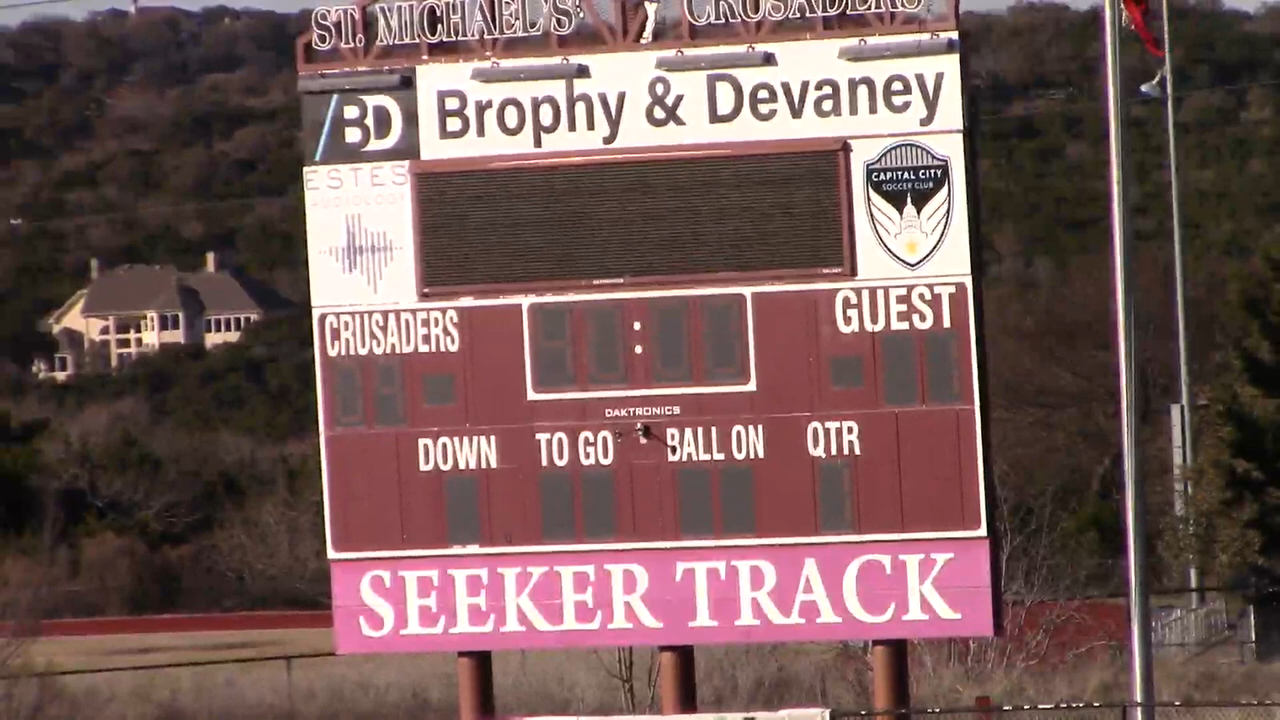 ST. MICHAEL'S CRUSADERS
BD Brophy & Devaney
ESTES
AUDIOLOGY
CAPITAL CITY
SOCCER CLUB
CRUSADERS
GUEST
DAKTRONICS
DOWN TO GO BALL ON QTR
SEEKER TRACK